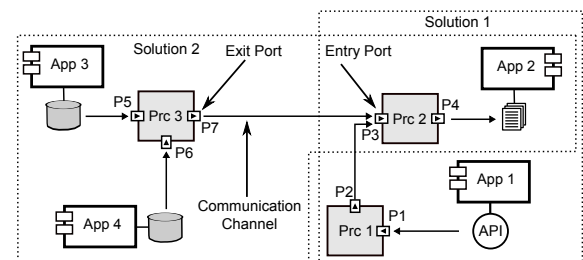 Solution 1
Solution 2
Exit Port
Entry Port
App 3
App 2
P5
Prc 3
P7
P6
P3
Prc 2
P4
App 4
Communication
Channel
P2
P1
Prc 1
App 1
API